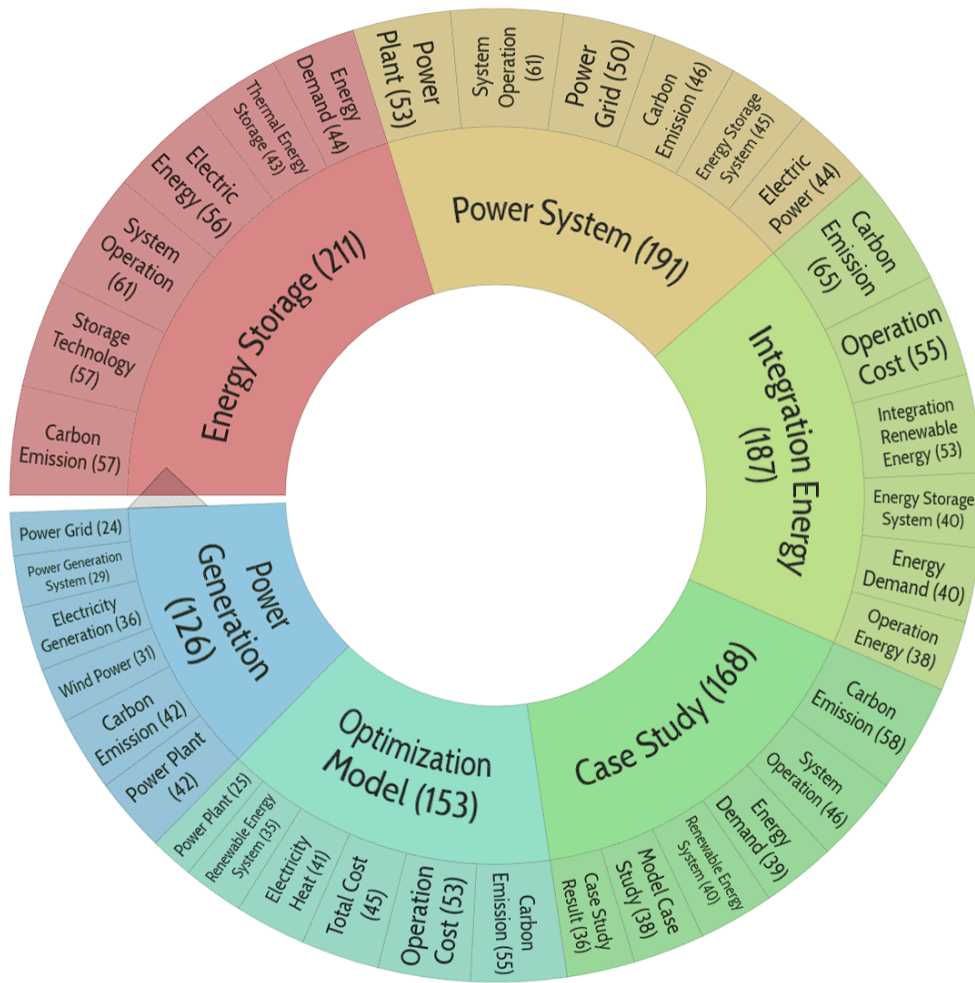 Energy Storage (211)
Carbon
Emission (57)
Storage
Technology
(57)
System
Operation
(61)
Electric
Energy (56)
Thermal Energy
Storage (43)
Energy
Demand (44)
Power System (191)
Power
Plant (53)
System
Operation
(61)
Power
Grid (50)
Carbon
Emission (46)
Energy Storage
System (45)
Electric
Power (44)
Integration Energy
(187)
Carbon
Emission
(65)
Operation
Cost (55)
Integration
Renewable
Energy (53)
Energy Storage
System (40)
Energy
Demand (40)
Operation
Energy (38)
Case Study (168)
Carbon
Emission (58)
System
Operation (46)
Energy
Demand (39)
Renewable Energy
System (40)
Model Case
Study (38)
Case Study
Result (36)
Optimization
Model (153)
Carbon
Emission (55)
Operation
Cost (53)
Total Cost
(45)
Electricity
Heat (41)
Renewable Energy
System (35)
Power Plant (25)
Power
Generation
(126)
Power Plant
(42)
Carbon
Emission (42)
Wind Power (31)
Electricity
Generation (36)
Power Generation
System (29)
Power Grid (24)